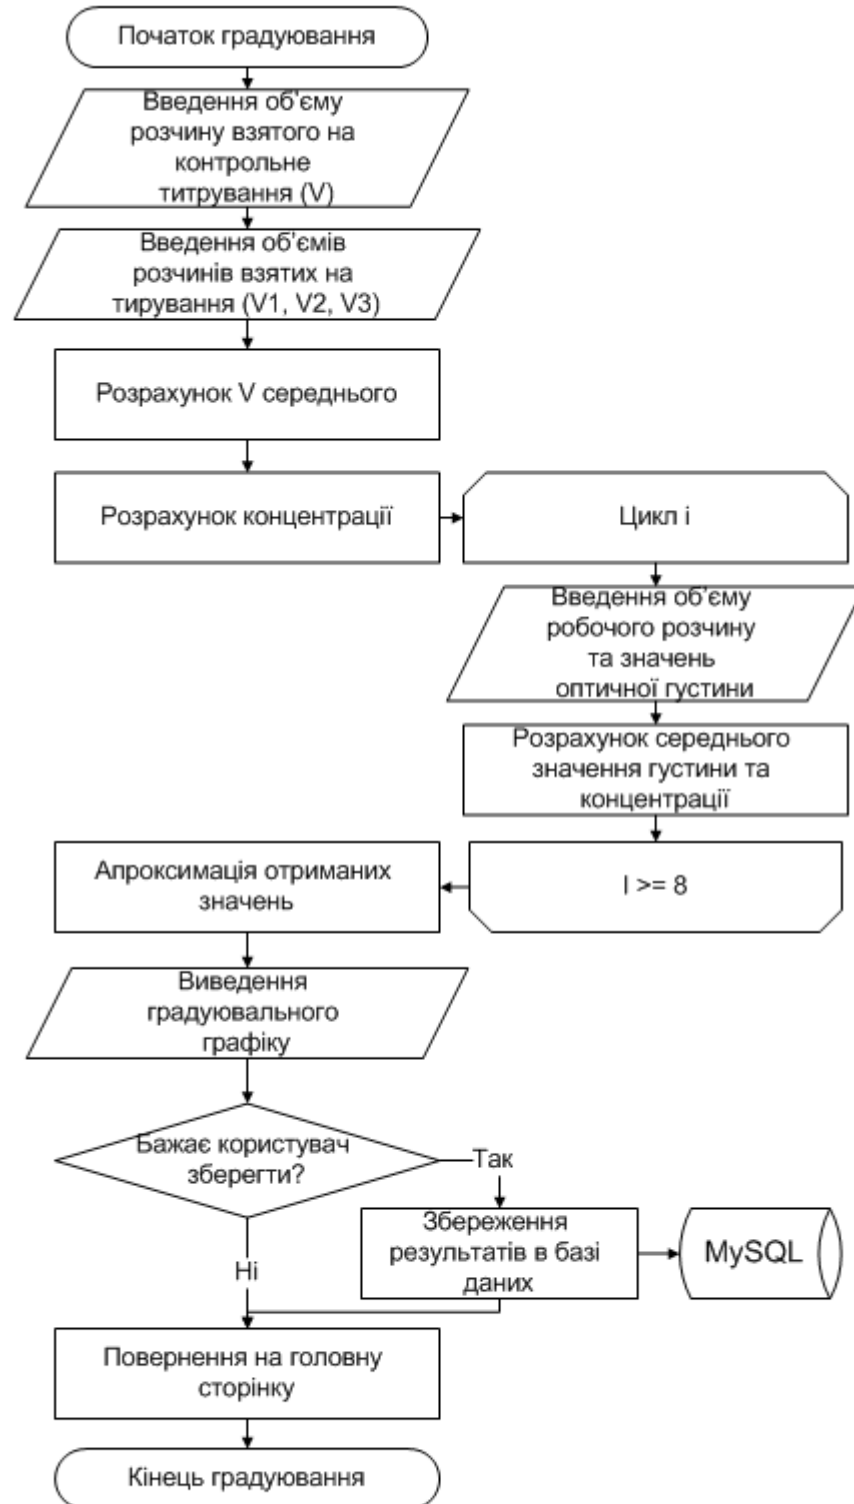 Початок градуювання
Введення об'єму
розчину взятого на
контрольне
титрування (V)
Введення об'ємів
розчинів взятих на
тирування (V1, V2, V3)
Розрахунок V середнього
Розрахунок концентрації
Цикл і
Введення об'єму
робочого розчину
та значень
оптичної густини
Розрахунок середнього
значення густини та
концентрації
I >= 8
Апроксимація отриманих
значень
Виведення
градуювального
графіку
Бажає користувач
зберегти?
Так
Збереження
результатів в базі
даних
MySQL
Ні
Повернення на головну
сторінку
Кінець градуювання